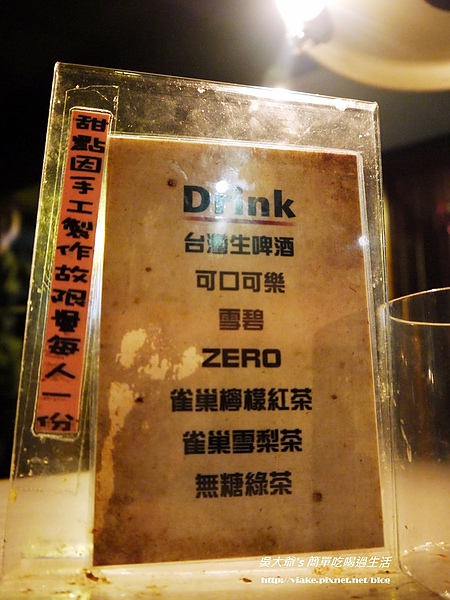 甜點因手工製作故限量每人一份
Drink
台灣生啤酒
可口可樂
雪碧
ZERO
雀巢檸檬紅茶
雀巢雪梨茶
無糖綠茶
吳大爺's 簡單吃喝過生活
http://viake.pixnet.net/blog